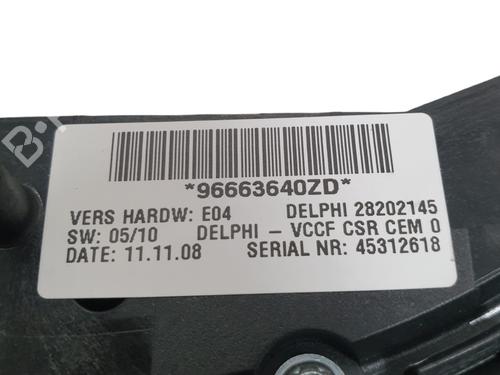 *96663640ZD*
VERS HARDW: E04 DELPHI 28202145
SW: 05/10 DELPHI - VCCF CSR CEM 0
DATE: 11.11.08 SERIAL NR: 45312618